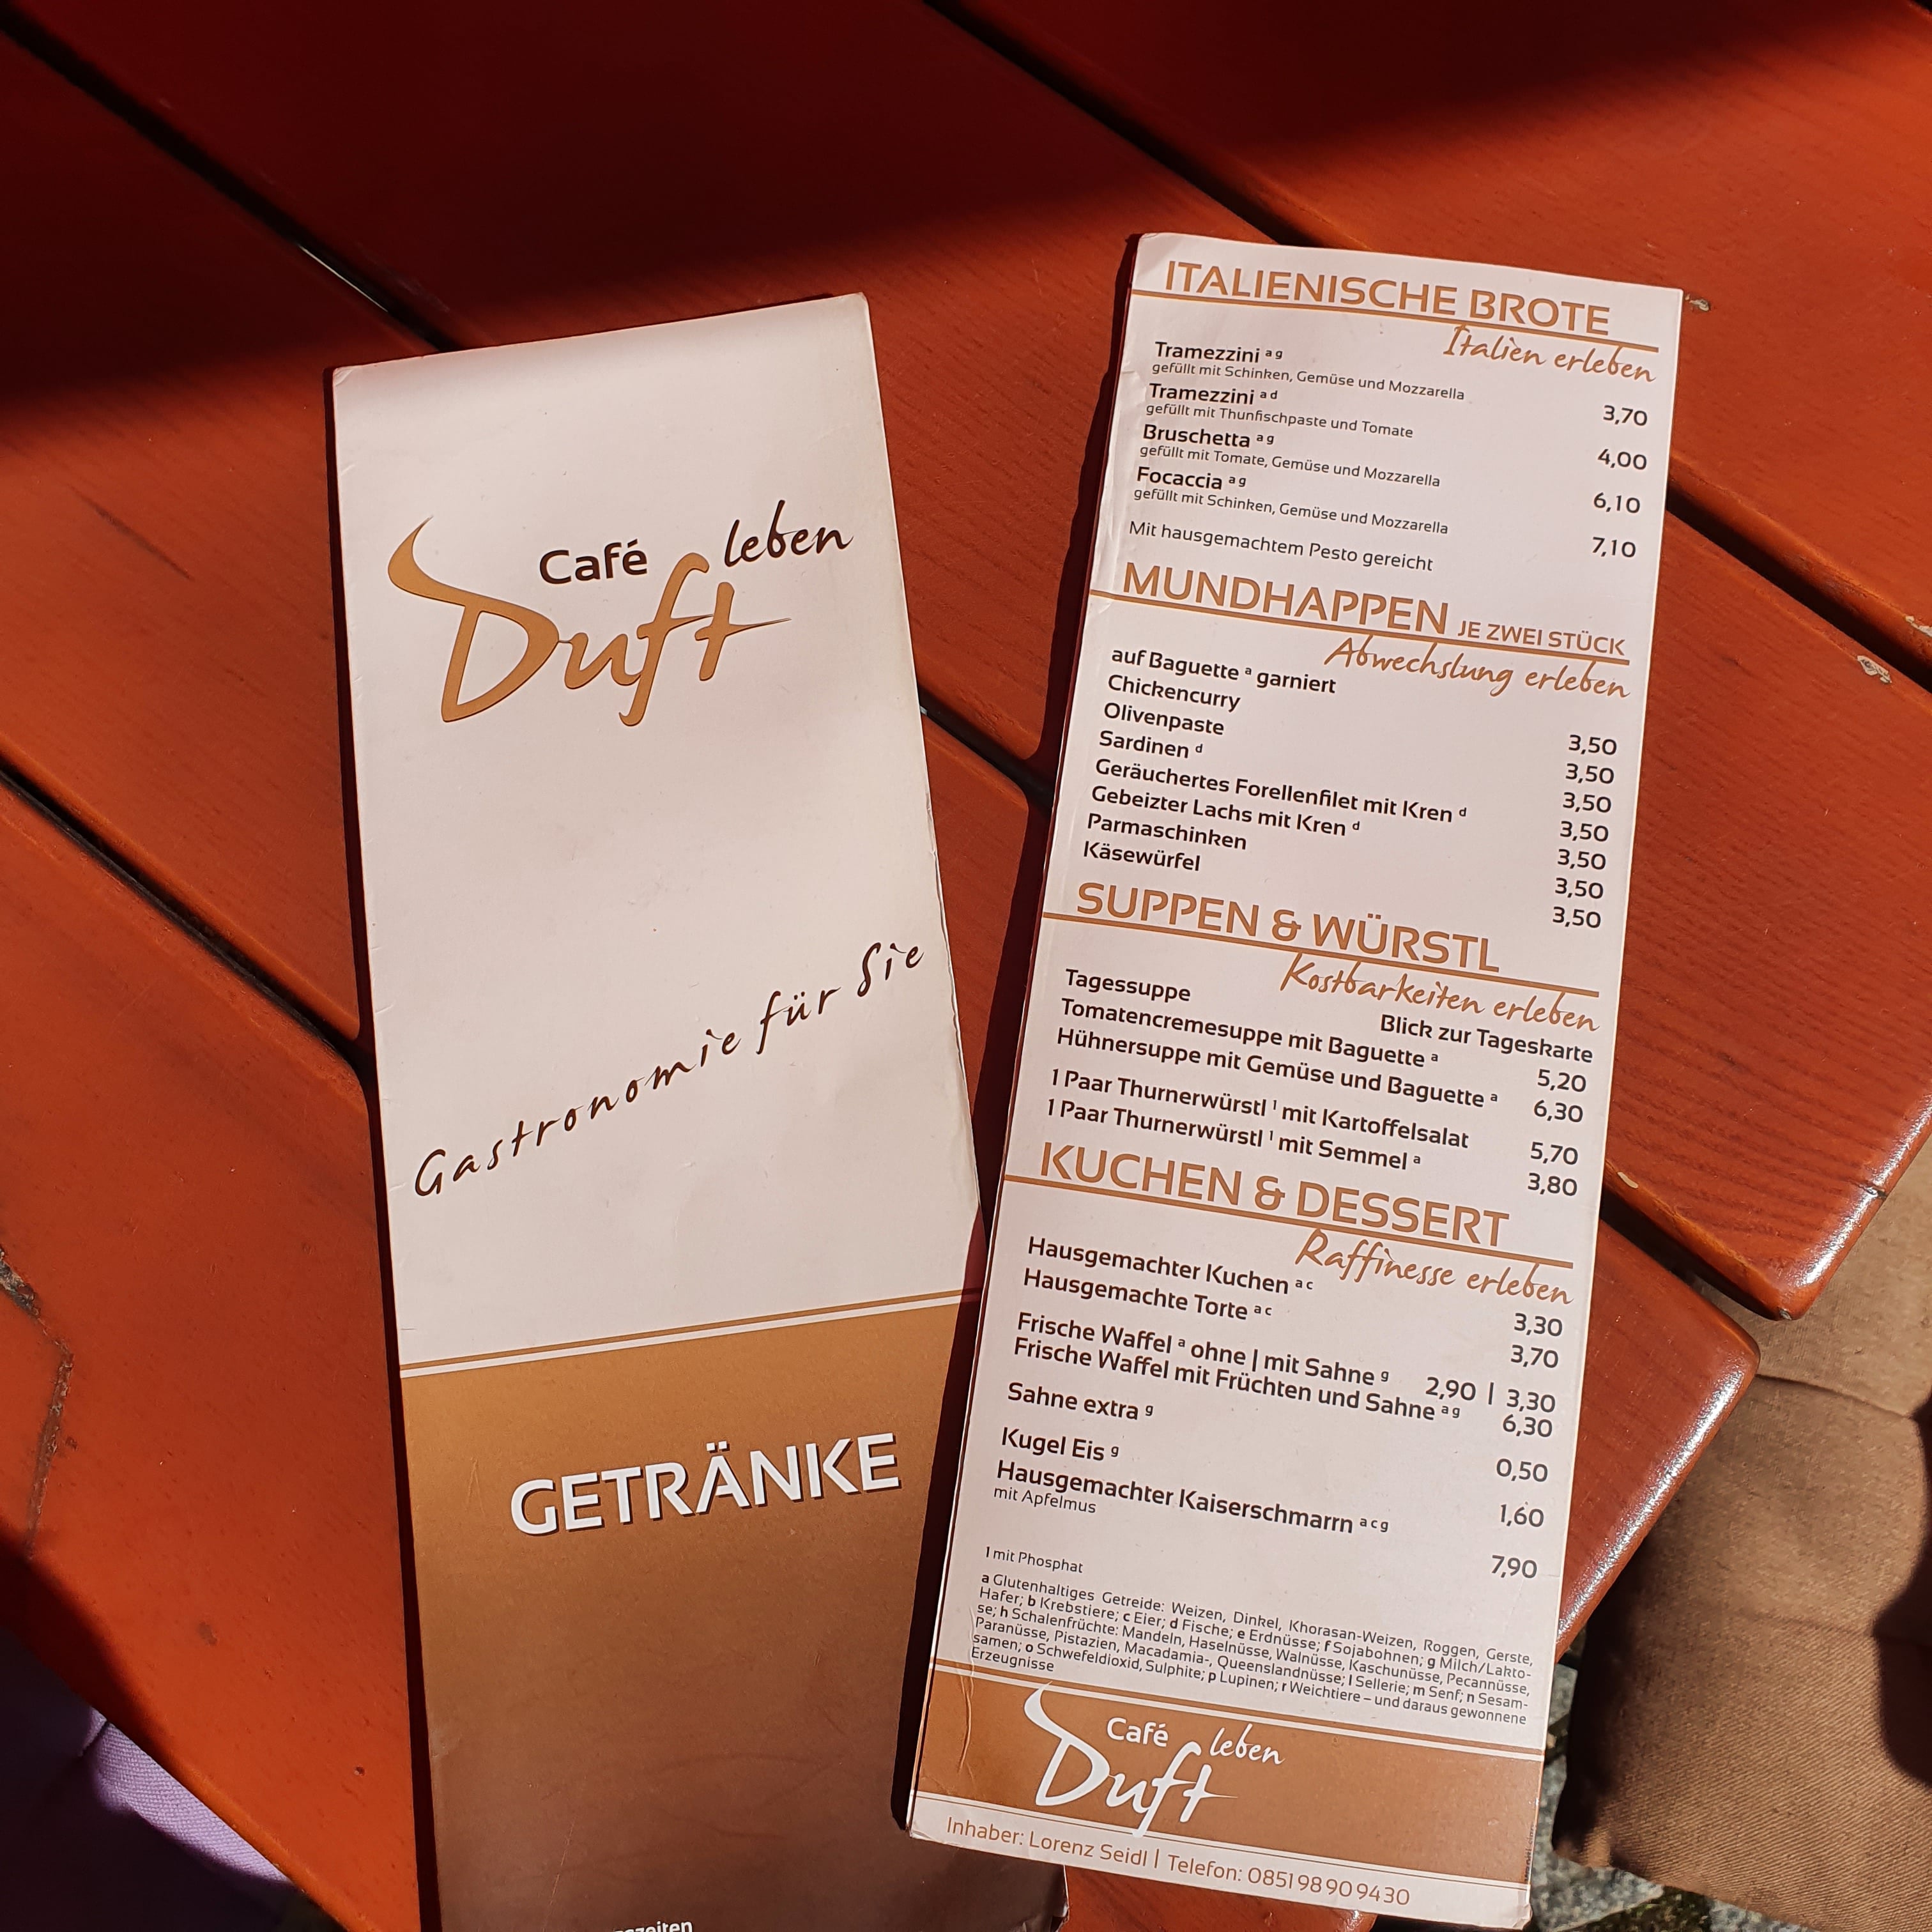 Café leben
Duft
Gastronomie für Sie
GETRÄNKE
ITALIENISCHE BROTE
Italien erleben
Tramezzini a g
gefüllt mit Schinken, Gemüse und Mozzarella 3,70
Tramezzini a d
gefüllt mit Thunfischpaste und Tomate 4,00
Bruschetta a g
gefüllt mit Tomate, Gemüse und Mozzarella 6,10
Focaccia a g
gefüllt mit Schinken, Gemüse und Mozzarella 7,10
Mit hausgemachtem Pesto gereicht
MUNDHAPPEN JE ZWEI STÜCK
Abwechslung erleben
auf Baguette a garniert
Chickencurry 3,50
Olivenpaste 3,50
Sardinen d 3,50
Geräuchertes Forellenfilet mit Kren d 3,50
Gebeizter Lachs mit Kren d 3,50
Parmaschinken 3,50
Käsewürfel 3,50
SUPPEN & WÜRSTL
Kostbarkeiten erleben
Tagessuppe Blick zur Tageskarte
Tomatencremesuppe mit Baguette a 5,20
Hühnersuppe mit Gemüse und Baguette a 6,30
1 Paar Thurnerwürstl 1 mit Kartoffelsalat 5,70
1 Paar Thurnerwürstl 1 mit Semmel a 3,80
KUCHEN & DESSERT
Raffinesse erleben
Hausgemachter Kuchen a c 3,30
Hausgemachte Torte a c 3,70
Frische Waffel a ohne | mit Sahne g 2,90 | 3,30
Frische Waffel mit Früchten und Sahne a g 6,30
Sahne extra g 0,50
Kugel Eis g 1,60
Hausgemachter Kaiserschmarrn a c g
mit Apfelmus 7,90
1 mit Phosphat
a Glutenhaltiges Getreide: Weizen, Dinkel, Khorasan-Weizen, Roggen, Gerste,
Hafer; b Krebstiere; c Eier; d Fische; e Erdnüsse; f Sojabohnen; g Milch/Lakto-
se; h Schalenfrüchte: Mandeln, Haselnüsse, Walnüsse, Kaschunüsse, Pecannüsse,
Paranüsse, Pistazien, Macadamia-, Queenslandnüsse; l Sellerie; m Senf; n Sesam-
samen; o Schwefeldioxid, Sulphite; p Lupinen; r Weichtiere – und daraus gewonnene
Erzeugnisse
Café leben
Duft
Inhaber: Lorenz Seidl | Telefon: 0851 98 90 94 30